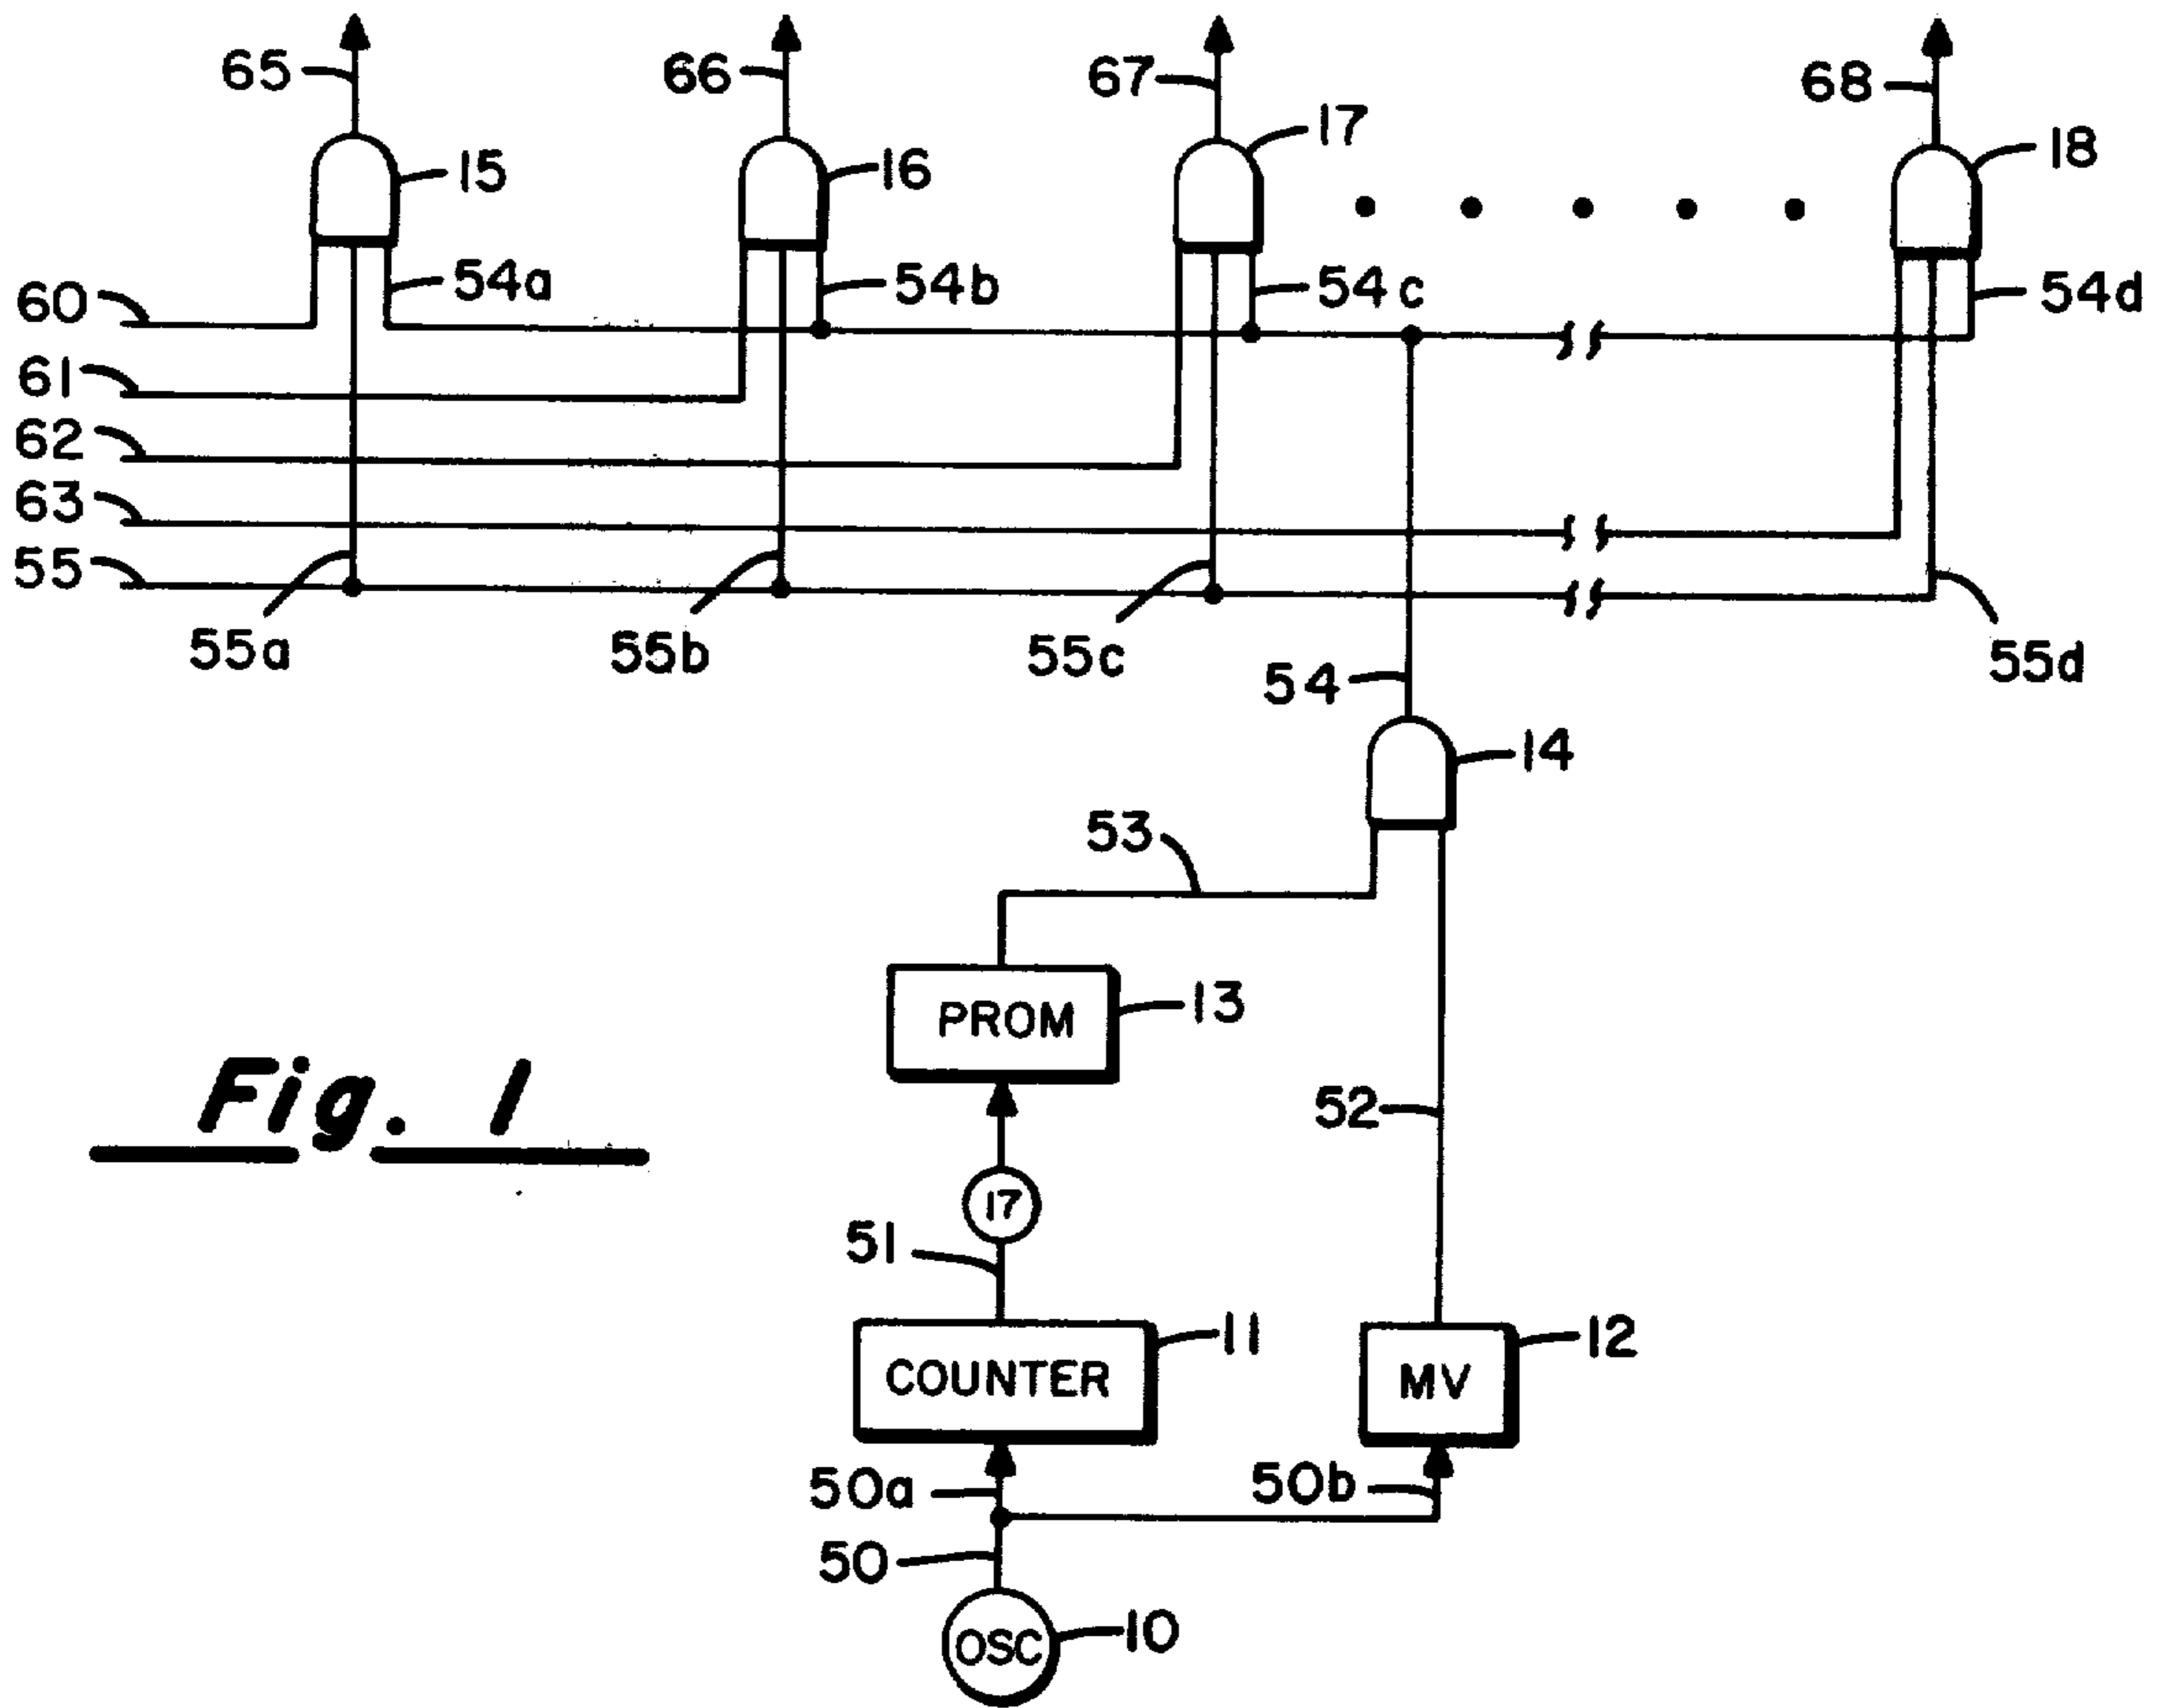 65 66 67 68
15 16 17 18
60 54a 54b 54c 54d
61
62
63
55
55a 55b 55c 55d
54
14
53
PROM 13
52
17
51
COUNTER 11
MV 12
50a 50b
50
OSC 10
Fig. 1